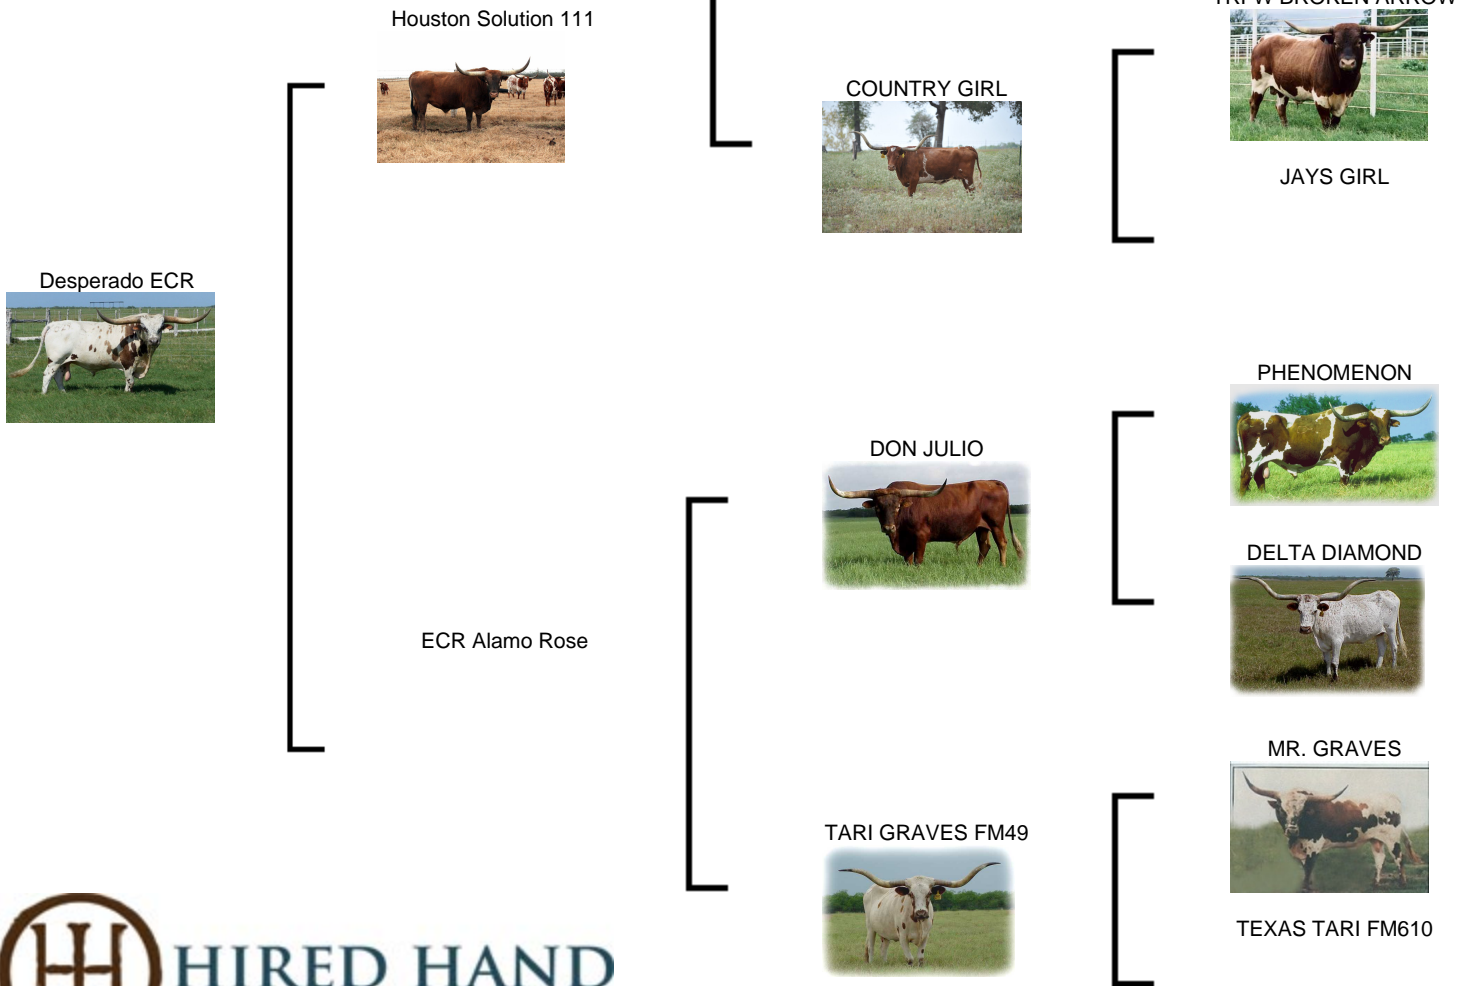 Houston Solution 111
COUNTRY GIRL
JAYS GIRL
Desperado ECR
PHENOMENON
DON JULIO
DELTA DIAMOND
ECR Alamo Rose
MR. GRAVES
TARI GRAVES FM49
TEXAS TARI FM610
HIRED HAND